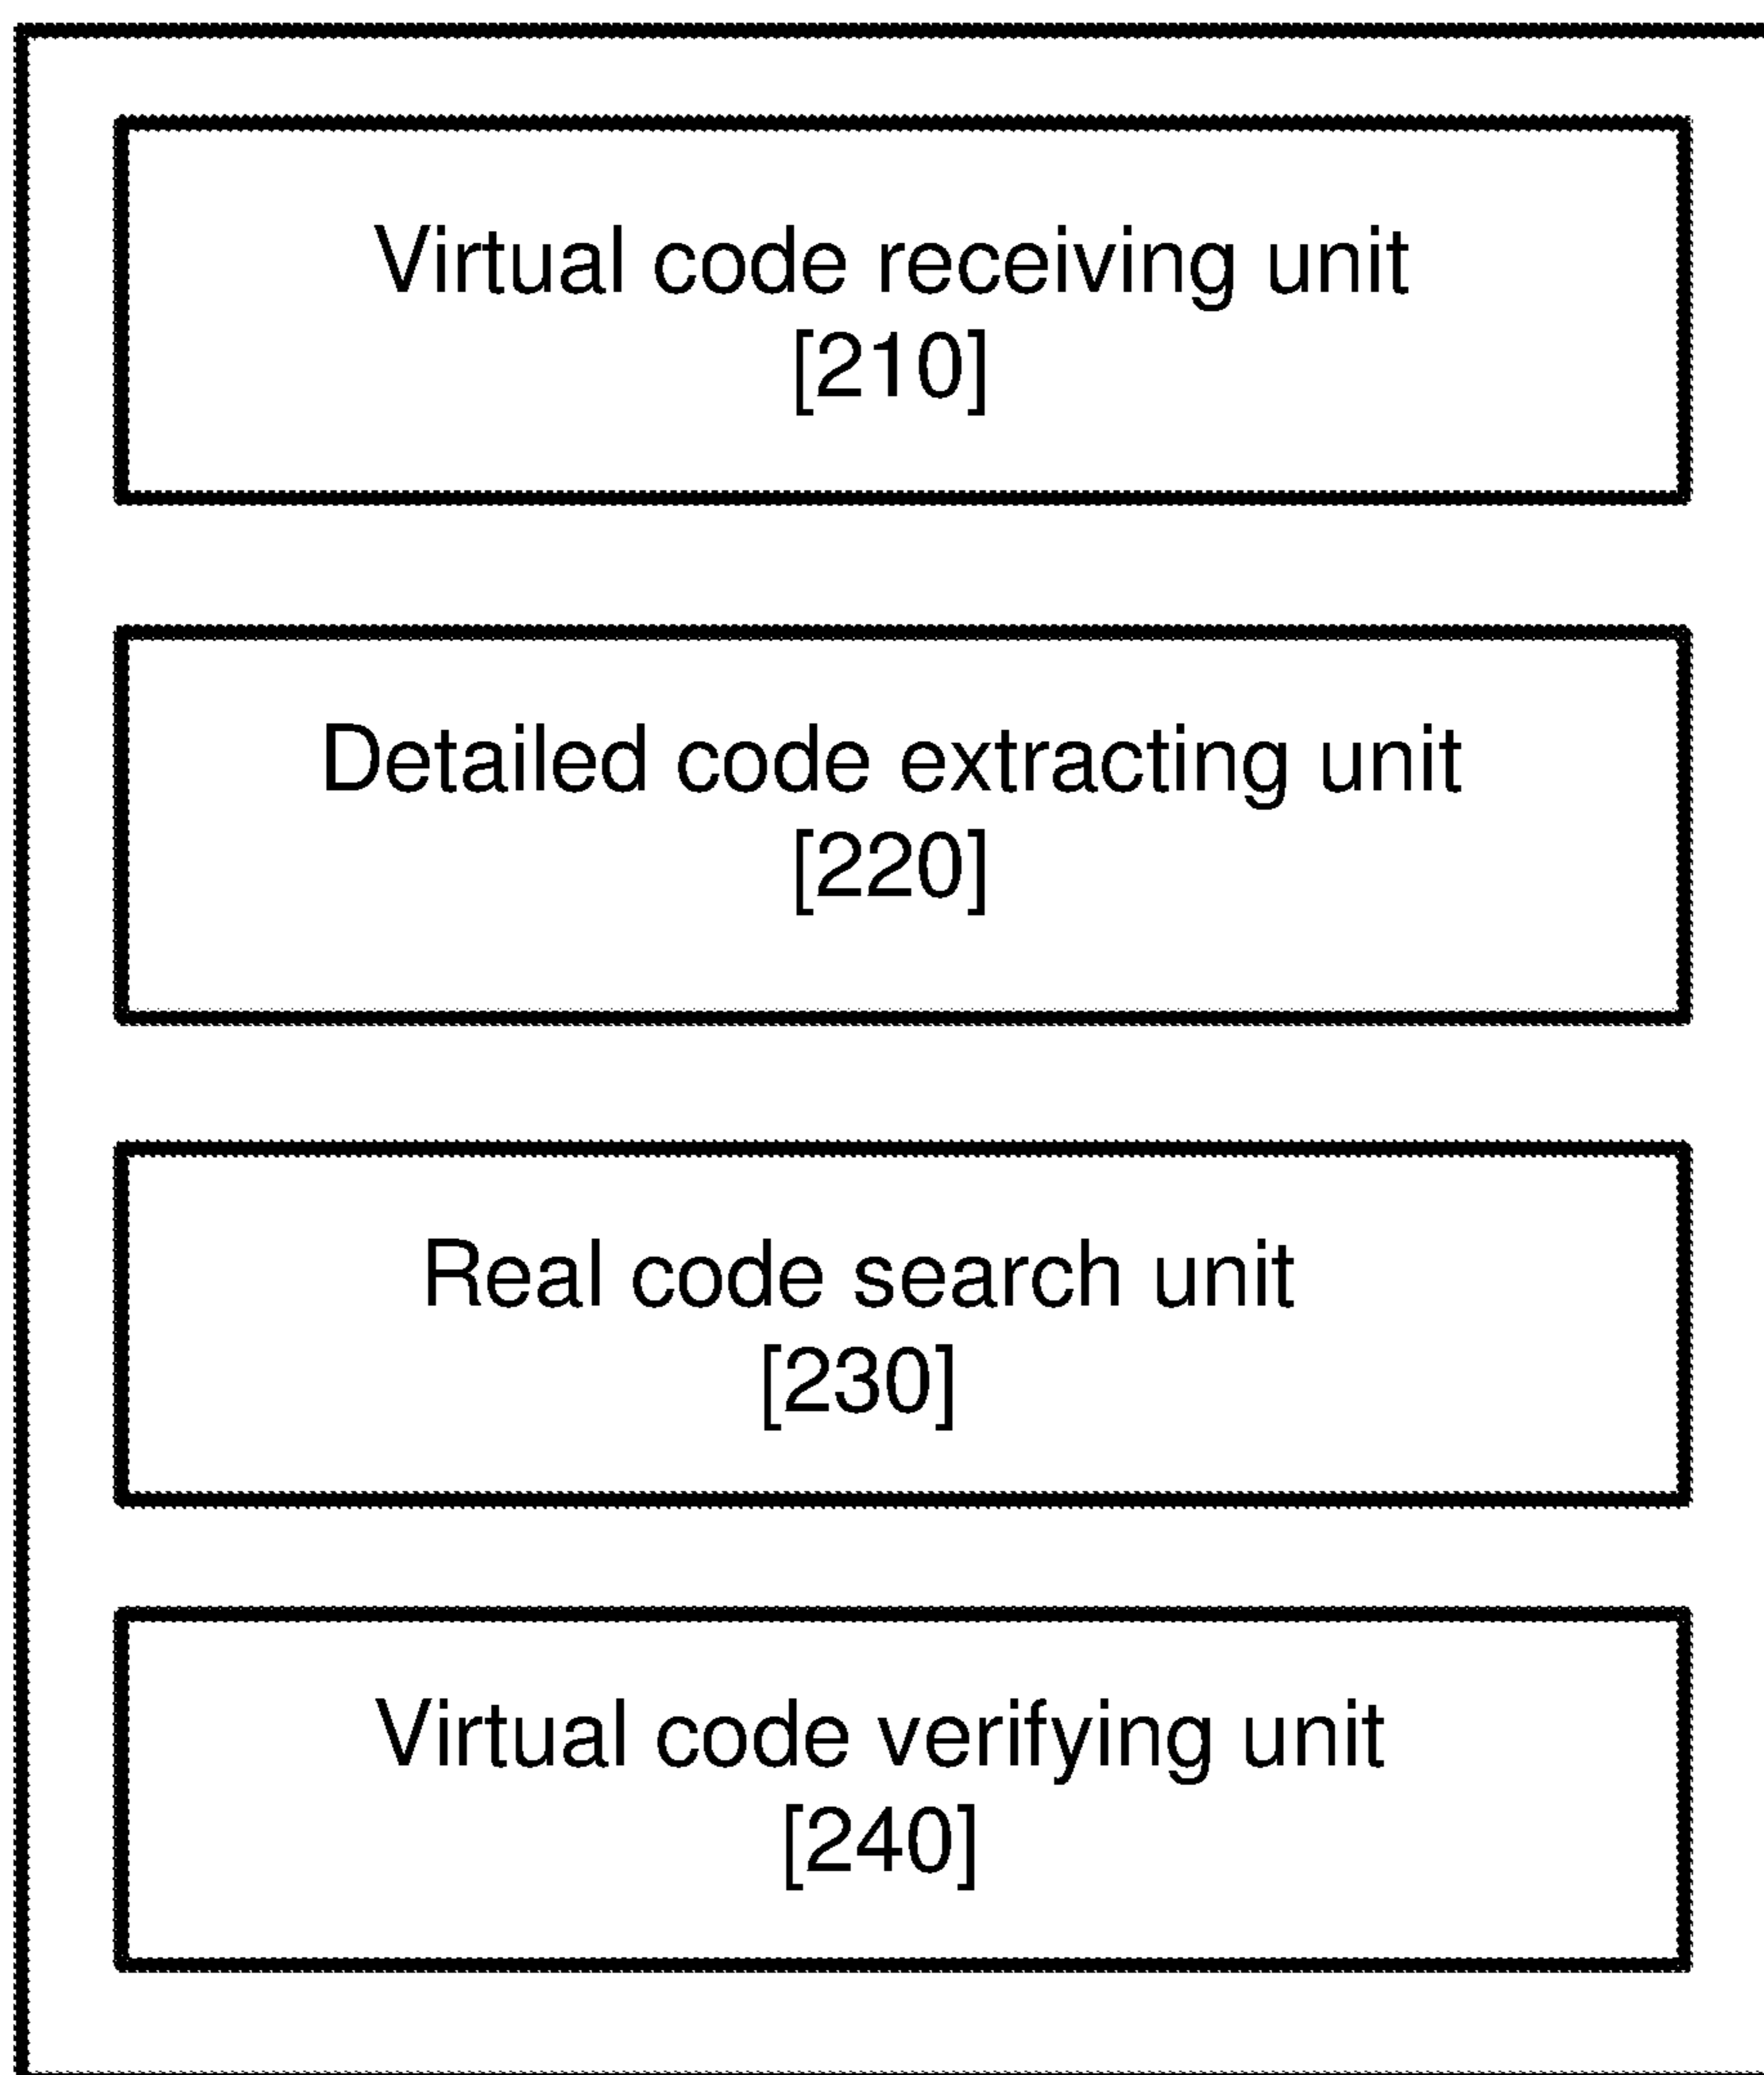 Virtual code receiving unit
[210]
Detailed code extracting unit
[220]
Real code search unit
[230]
Virtual code verifying unit
[240]